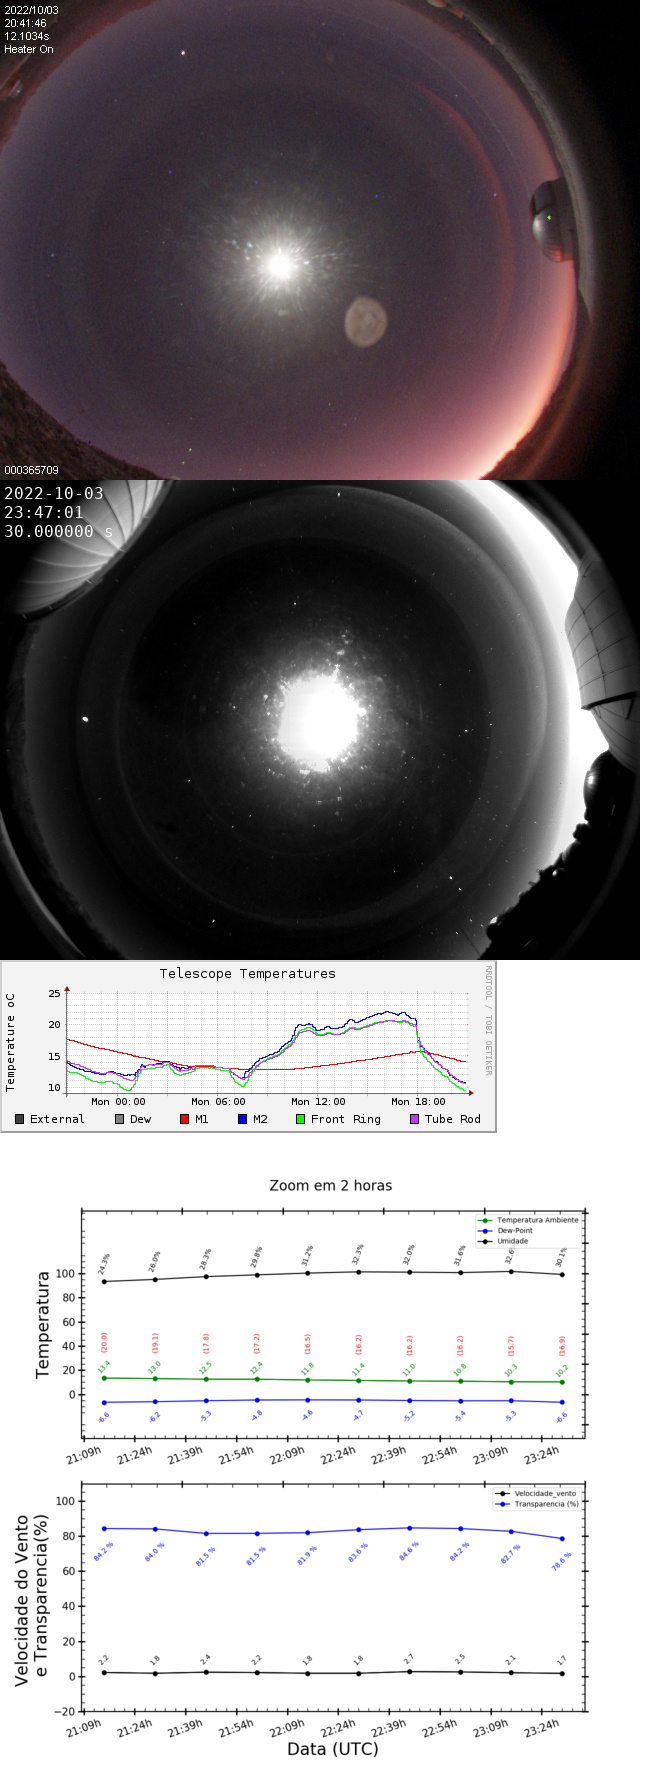 2022/10/03
20:41:46
12.1034s
Heater On
000365709
2022-10-03
23:47:01
30.000000 s
Telescope Temperatures
RRDTOOL / TOBI OETIKER
Temperature oC
25
20
15
10
Mon 00:00 Mon 06:00 Mon 12:00 Mon 18:00
External Dew M1 M2 Front Ring Tube Rod
Zoom em 2 horas
Temperatura Ambiente
Dew-Point
Umidade
Temperatura
100
80
60
40
20
0
24.3% 26.0% 28.3% 29.8% 31.2% 32.3% 32.0% 31.6% 32.6 30.1%
(20.0) (19.1) (17.8) (17.2) (16.5) (16.2) (16.2) (16.2) (15.7) (16.9)
13.4 13.0 12.5 12.4 11.8 11.4 11.0 10.8 10.3 10.2
-6.6 -6.2 -5.3 -4.8 -4.6 -4.7 -5.2 -5.4 -5.3 -6.6
21:09h 21:24h 21:39h 21:54h 22:09h 22:24h 22:39h 22:54h 23:09h 23:24h
Velocidade_vento
Transparencia (%)
Velocidade do Vento
e Transparencia(%)
100
80
60
40
20
0
−20
84.2 % 84.0 % 81.5 % 81.5 % 81.9 % 83.6 % 84.6 % 84.2 % 82.7 % 78.6 %
2.2 1.8 2.4 2.2 1.8 1.8 2.7 2.5 2.1 1.7
21:09h 21:24h 21:39h 21:54h 22:09h 22:24h 22:39h 22:54h 23:09h 23:24h
Data (UTC)